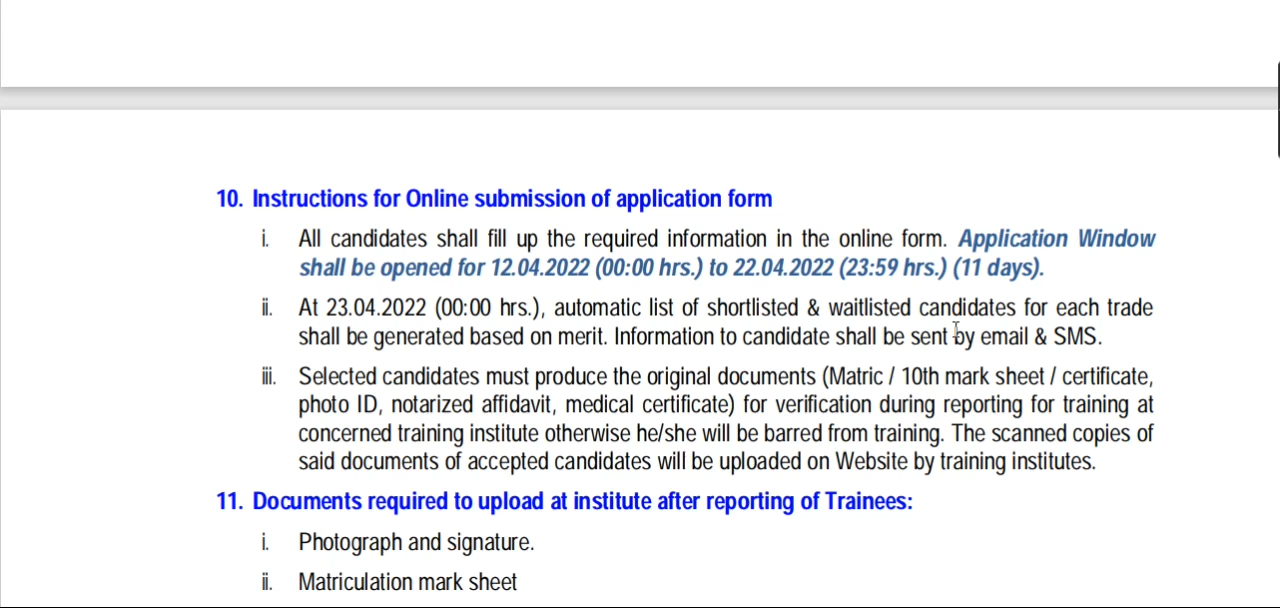 10. Instructions for Online submission of application form
i. All candidates shall fill up the required information in the online form. Application Window
shall be opened for 12.04.2022 (00:00 hrs.) to 22.04.2022 (23:59 hrs.) (11 days).
ii. At 23.04.2022 (00:00 hrs.), automatic list of shortlisted & waitlisted candidates for each trade
shall be generated based on merit. Information to candidate shall be sent by email & SMS.
iii. Selected candidates must produce the original documents (Matric / 10th mark sheet / certificate,
photo ID, notarized affidavit, medical certificate) for verification during reporting for training at
concerned training institute otherwise he/she will be barred from training. The scanned copies of
said documents of accepted candidates will be uploaded on Website by training institutes.
11. Documents required to upload at institute after reporting of Trainees:
i. Photograph and signature.
ii. Matriculation mark sheet